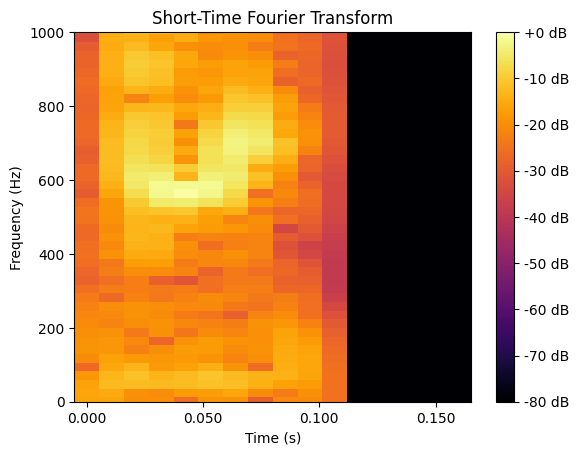 Short-Time Fourier Transform
1000
800
600
400
200
0
Frequency (Hz)
0.000
0.050
0.100
0.150
Time (s)
+0 dB
-10 dB
-20 dB
-30 dB
-40 dB
-50 dB
-60 dB
-70 dB
-80 dB